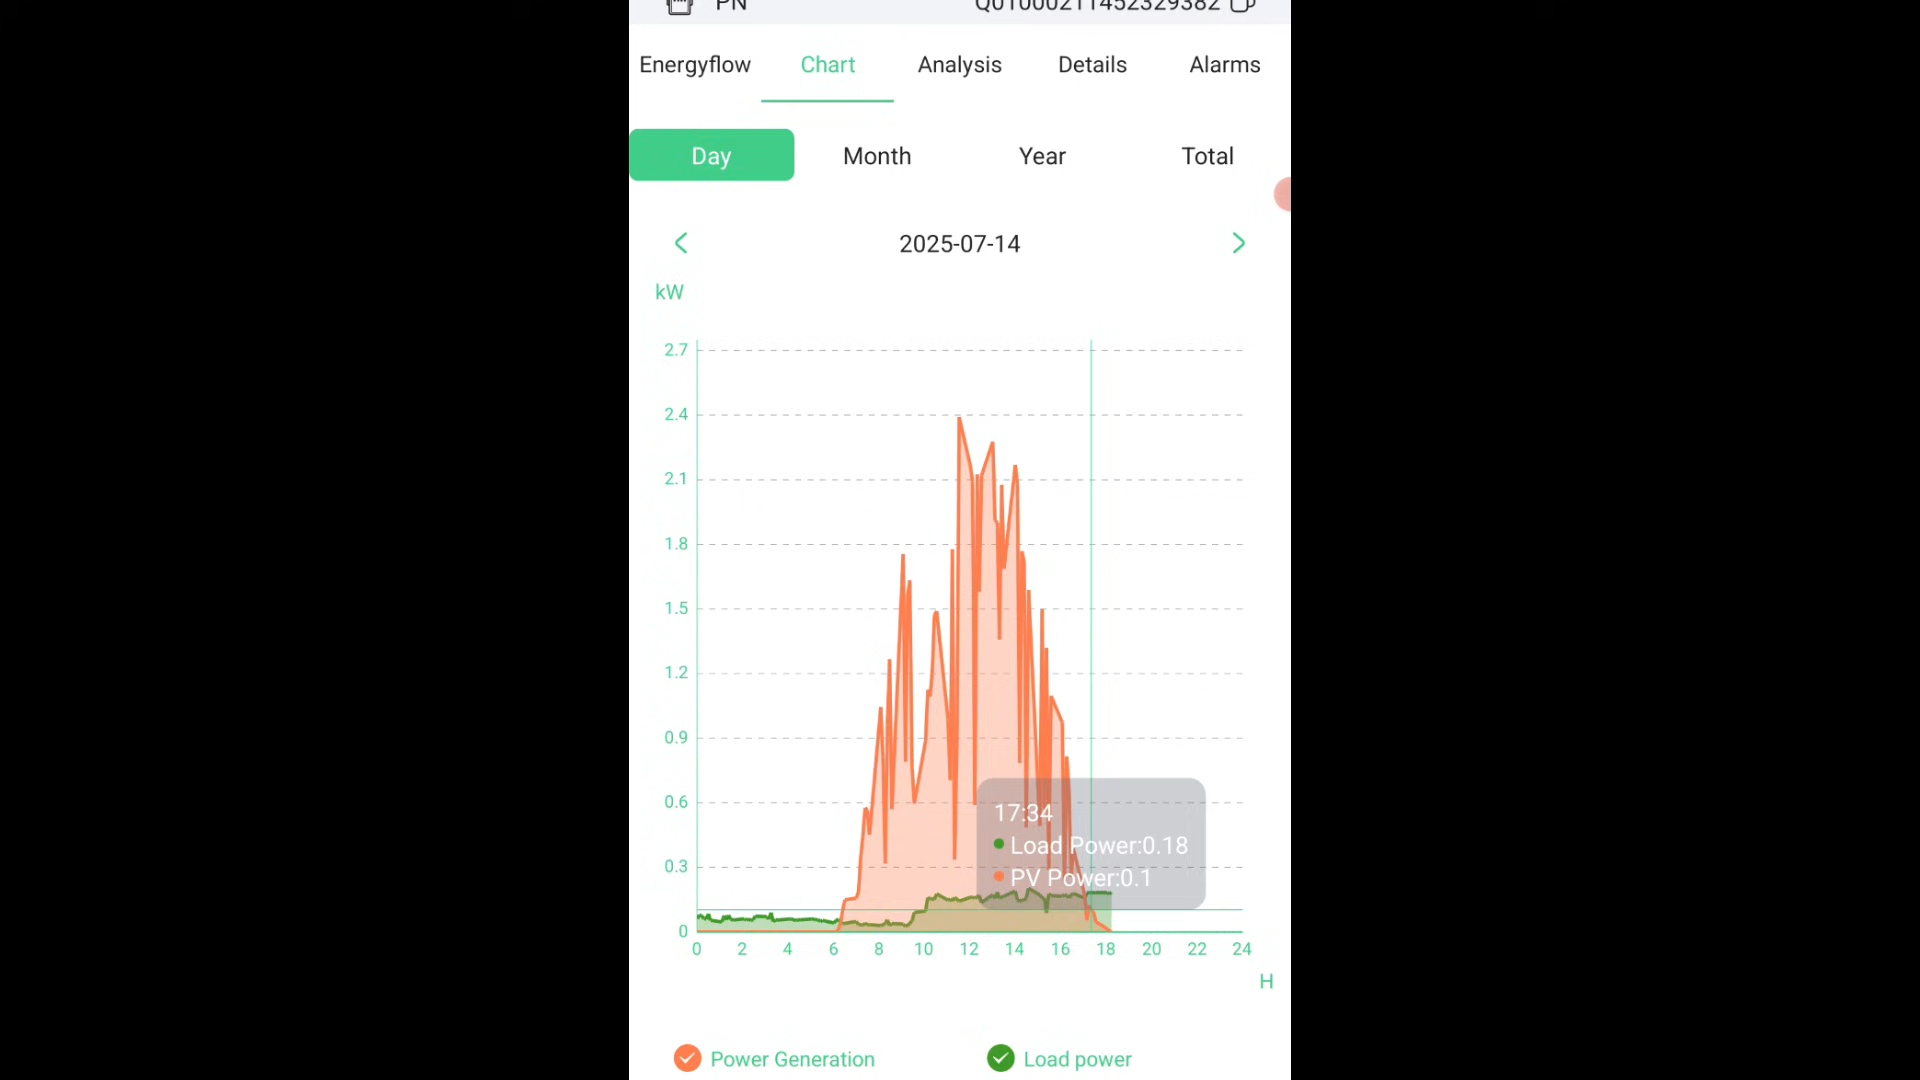 PN Q01000211452329382
Energyflow Chart Analysis Details Alarms
Day Month Year Total
2025-07-14
kW
2.7
2.4
2.1
1.8
1.5
1.2
0.9
0.6
0.3
0
17:34
Load Power:0.18
PV Power:0.1
0 2 4 6 8 10 12 14 16 18 20 22 24
H
Power Generation Load power